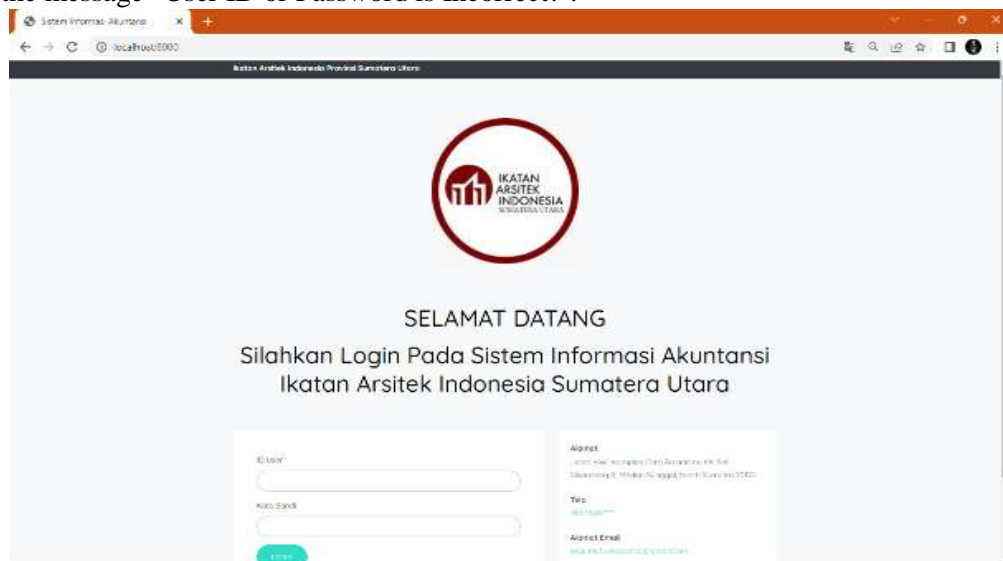 the message "User ID or Password is Incorrect!".
Sistem Informasi Akuntansi
localhost:8000
Ikatan Arsitek Indonesia Provinsi Sumatera Utara
IKATAN
ARSITEK
INDONESIA
SUMATERA UTARA
SELAMAT DATANG
Silahkan Login Pada Sistem Informasi Akuntansi
Ikatan Arsitek Indonesia Sumatera Utara
ID User
Kata Sandi
Alamat
Telp
Alamat Email